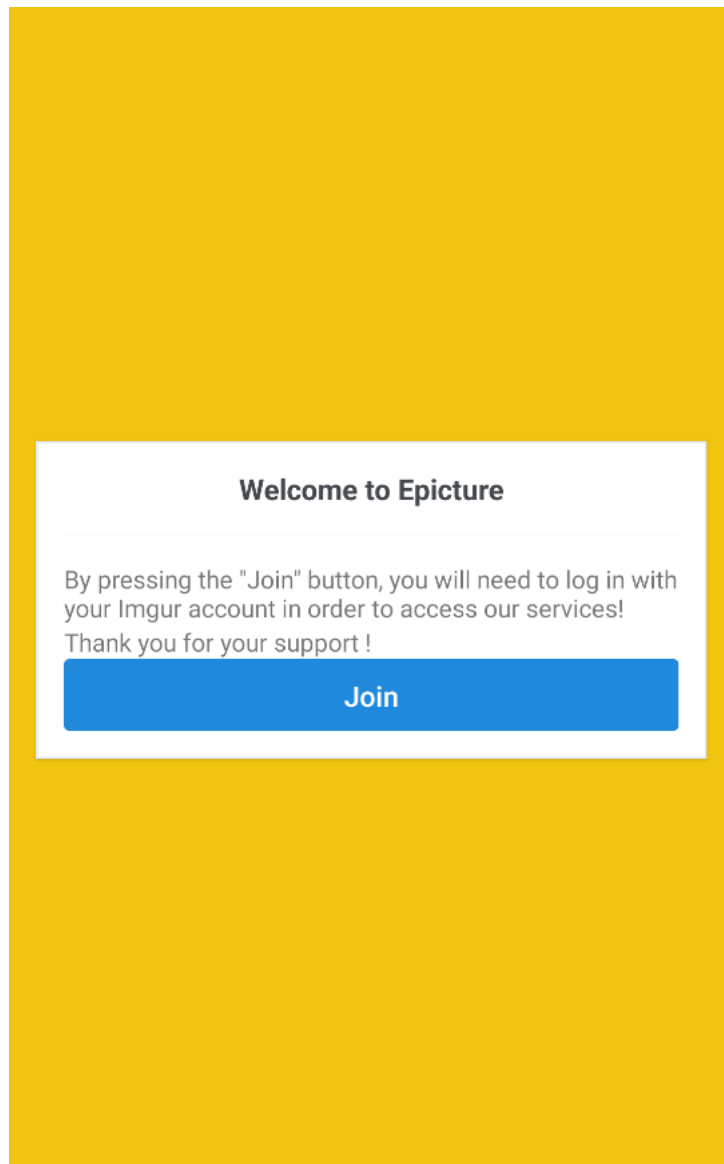 Welcome to Epicture
By pressing the "Join" button, you will need to log in with
your Imgur account in order to access our services!
Thank you for your support !
Join